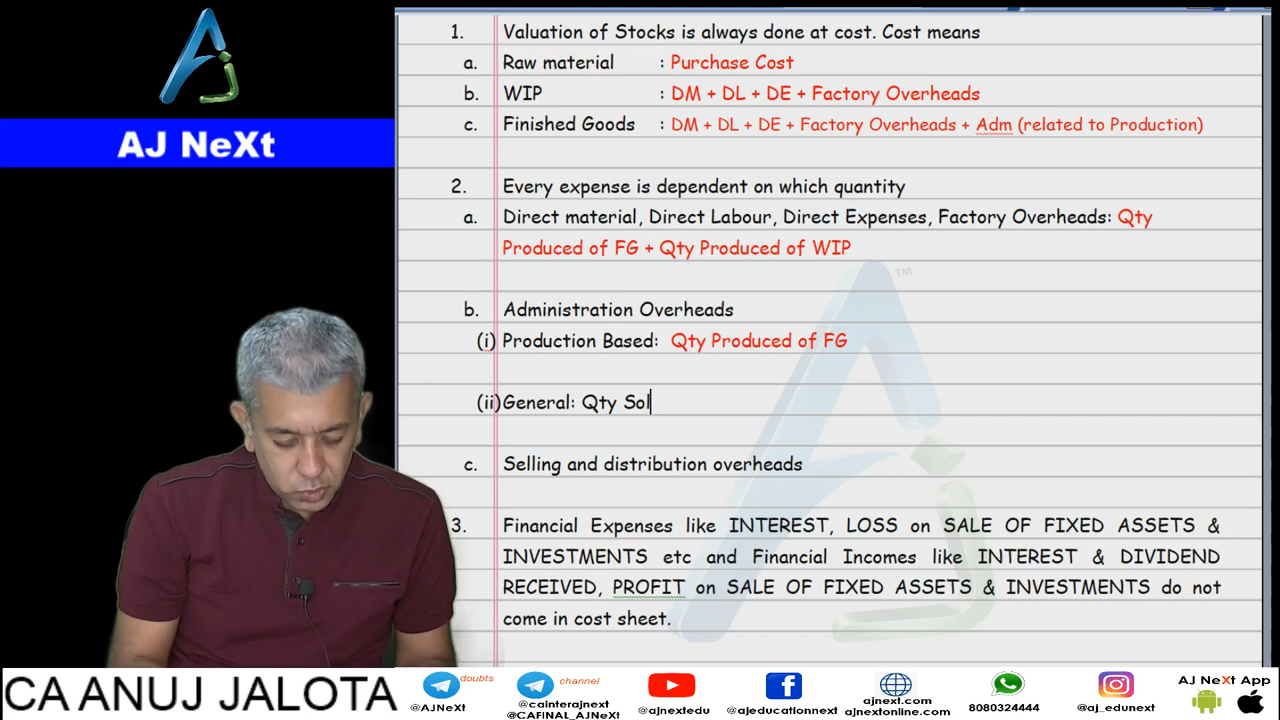 AJ NeXt
1. Valuation of Stocks is always done at cost. Cost means
a. Raw material : Purchase Cost
b. WIP : DM + DL + DE + Factory Overheads
c. Finished Goods : DM + DL + DE + Factory Overheads + Adm (related to Production)
2. Every expense is dependent on which quantity
a. Direct material, Direct Labour, Direct Expenses, Factory Overheads: Qty
Produced of FG + Qty Produced of WIP
b. Administration Overheads
(i) Production Based: Qty Produced of FG
(ii) General: Qty Sol
c. Selling and distribution overheads
3. Financial Expenses like INTEREST, LOSS on SALE OF FIXED ASSETS &
INVESTMENTS etc and Financial Incomes like INTEREST & DIVIDEND
RECEIVED, PROFIT on SALE OF FIXED ASSETS & INVESTMENTS do not
come in cost sheet.
TM
CA ANUJ JALOTA
doubts
@AJNeXt
channel
@cainterajnext
@CAFINAL_AJNeXt
@ajnextedu
@ajeducationnext
ajnext.com
ajnextonline.com
8080324444
@aj_edunext
AJ NeXt App